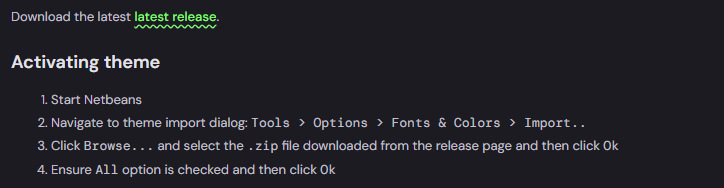 Download the latest latest release.
Activating theme
1. Start Netbeans
2. Navigate to theme import dialog: Tools > Options > Fonts & Colors > Import..
3. Click Browse... and select the .zip file downloaded from the release page and then click Ok
4. Ensure All option is checked and then click Ok